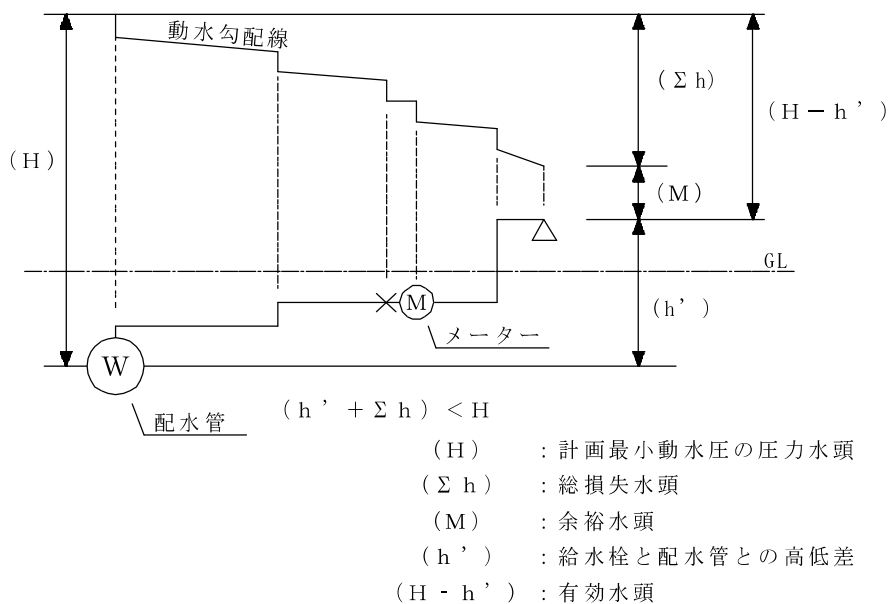 動水勾配線
(Σh)
(H－h')
(H)
(M)
GL
M
(h')
メーター
W
配水管
(h'+Σh)<H
(H) : 計画最小動水圧の圧力水頭
(Σh) : 総損失水頭
(M) : 余裕水頭
(h') : 給水栓と配水管との高低差
(H-h') : 有効水頭